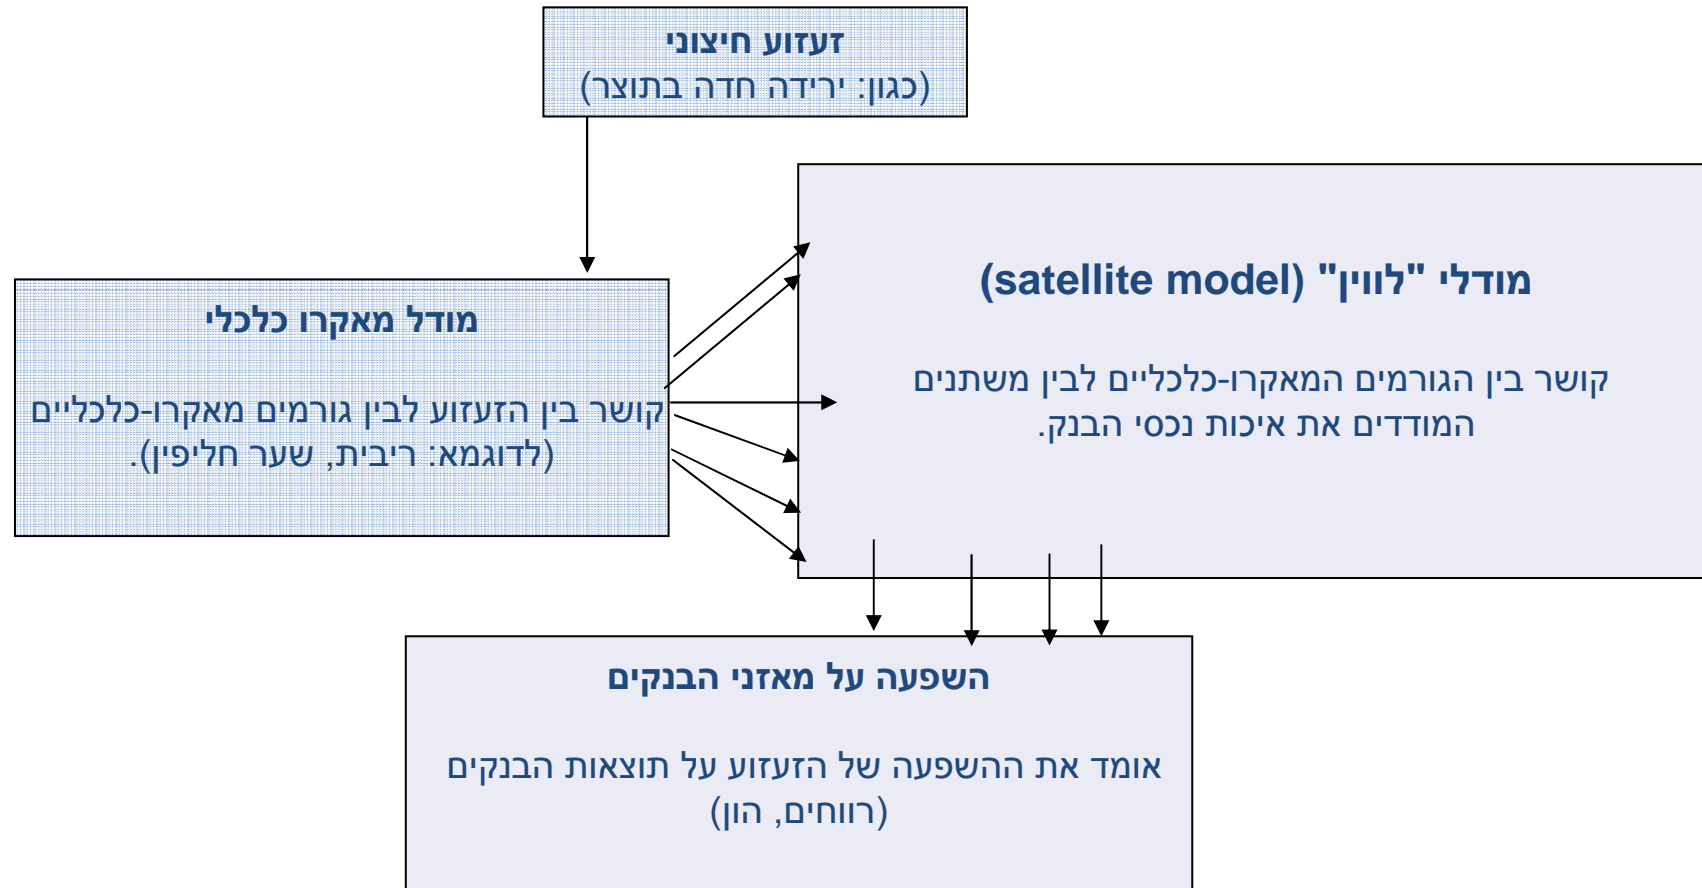 זעזוע חיצוני
(כגון: ירידה חדה בתוצר)
מודל מאקרו כלכלי
קושר בין הזעזוע לבין גורמים מאקרו-כלכליים
(לדוגמא: ריבית, שער חליפין).
מודלי "לווין" (satellite model)
קושר בין הגורמים המאקרו-כלכליים לבין משתנים
המודדים את איכות נכסי הבנק.
השפעה על מאזני הבנקים
אומד את ההשפעה של הזעזוע על תוצאות הבנקים
(רווחים, הון)